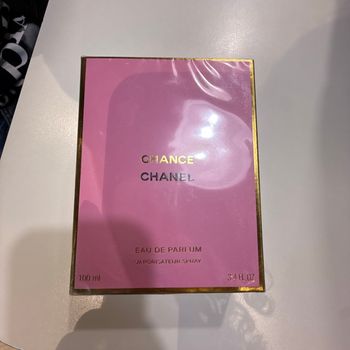 CHANCE
CHANEL
EAU DE PARFUM
VAPORISATEUR SPRAY
100 ml
3.4 FL. OZ